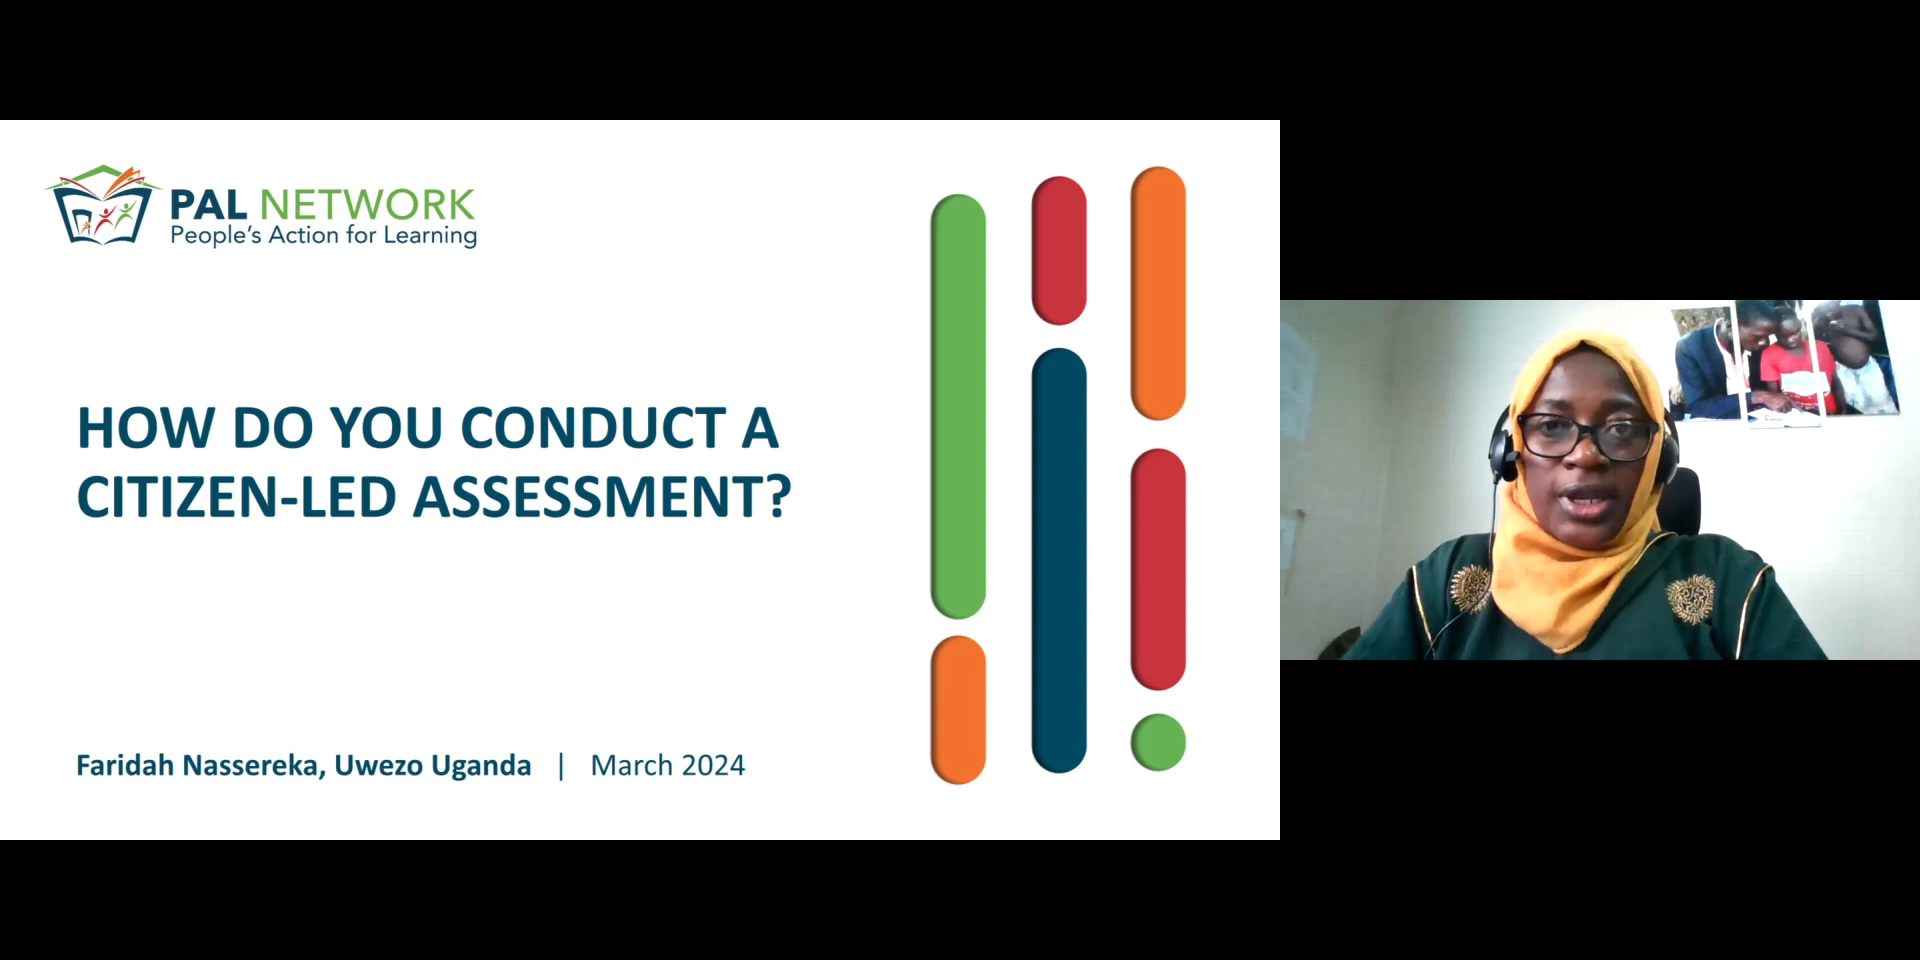 PAL NETWORK
People's Action for Learning
HOW DO YOU CONDUCT A
CITIZEN-LED ASSESSMENT?
Faridah Nassereka, Uwezo Uganda | March 2024